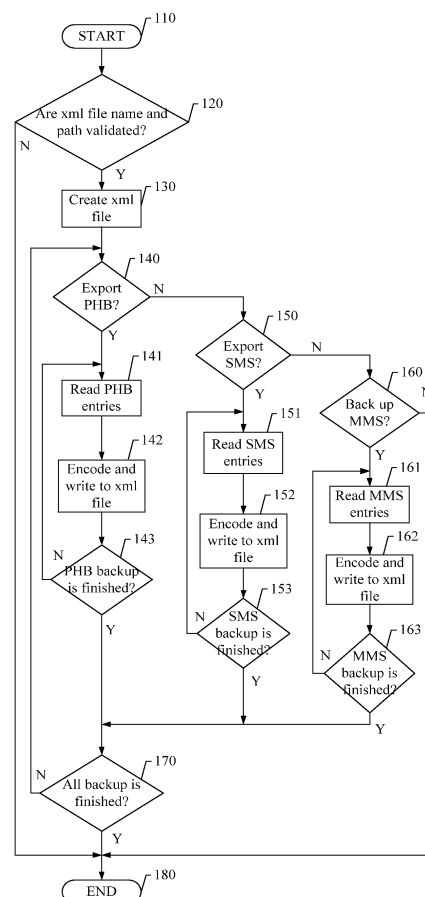 110
START
120
Are xml file name and
path validated?
N
Y
130
Create xml
file
140
Export
PHB?
N
Y
150
Export
SMS?
N
Y
160
Back up
MMS?
N
Y
141
Read PHB
entries
142
Encode and
write to xml
file
143
N
PHB backup
is finished?
Y
151
Read SMS
entries
152
Encode and
write to xml
file
153
N
SMS
backup is
finished?
Y
161
Read MMS
entries
162
Encode and
write to xml
file
163
N
MMS
backup is
finished?
Y
170
N
All backup is
finished?
Y
180
END